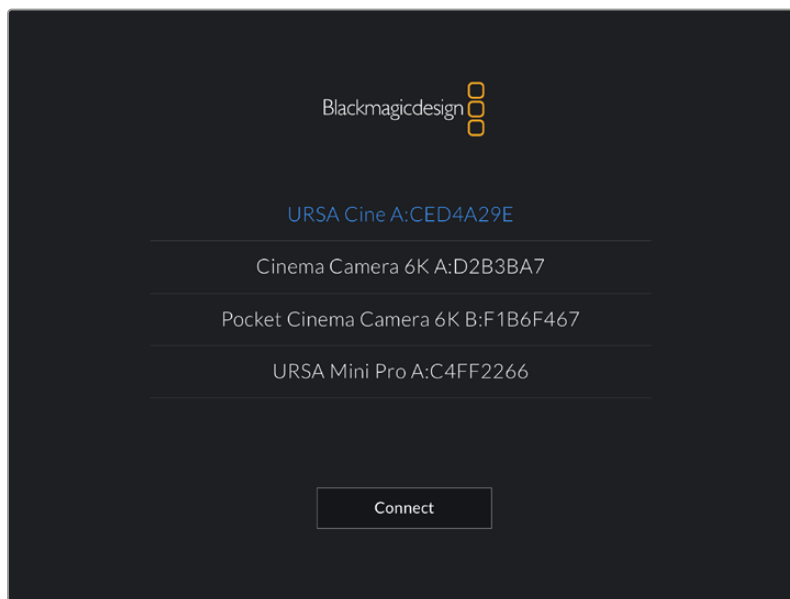 Blackmagicdesign
URSA Cine A:CED4A29E
Cinema Camera 6K A:D2B3BA7
Pocket Cinema Camera 6K B:F1B6F467
URSA Mini Pro A:C4FF2266
Connect